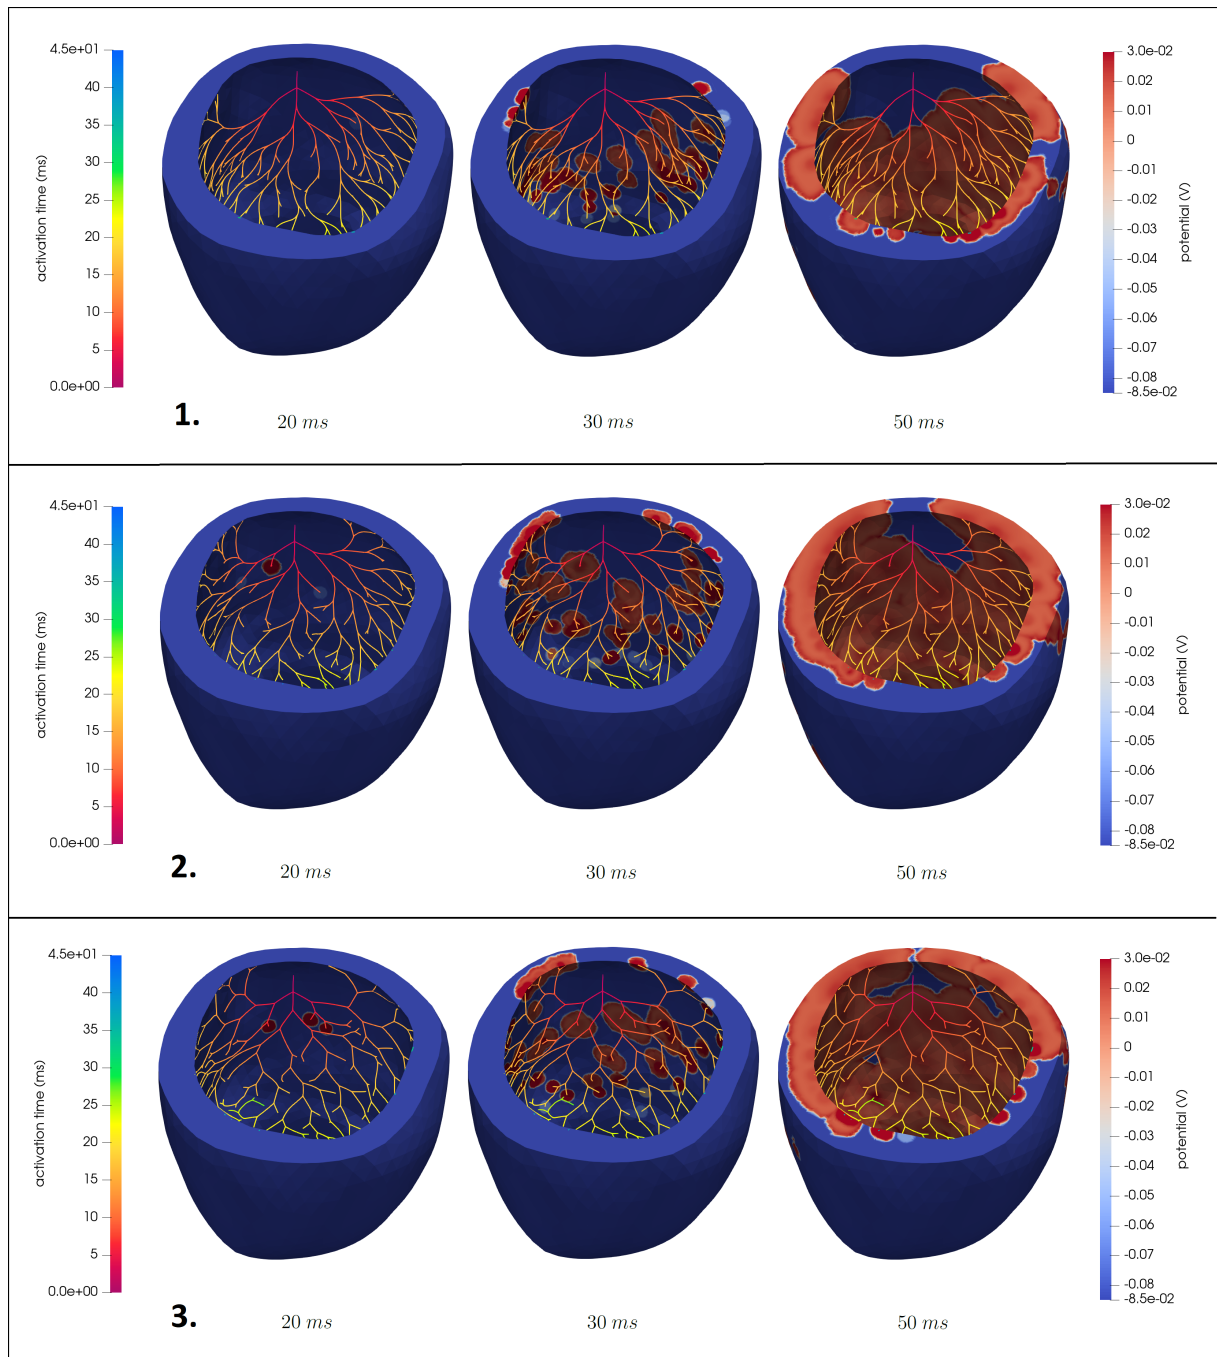 4.5e+01
40
35
30
25
20
15
10
5
0.0e+00
activation time (ms)
3.0e-02
0.02
0.01
0
-0.01
-0.02
-0.03
-0.04
-0.05
-0.06
-0.07
-0.08
-8.5e-02
potential (V)
1.
20 ms
30 ms
50 ms
4.5e+01
40
35
30
25
20
15
10
5
0.0e+00
activation time (ms)
3.0e-02
0.02
0.01
0
-0.01
-0.02
-0.03
-0.04
-0.05
-0.06
-0.07
-0.08
-8.5e-02
potential (V)
2.
20 ms
30 ms
50 ms
4.5e+01
40
35
30
25
20
15
10
5
0.0e+00
activation time (ms)
3.0e-02
0.02
0.01
0
-0.01
-0.02
-0.03
-0.04
-0.05
-0.06
-0.07
-0.08
-8.5e-02
potential (V)
3.
20 ms
30 ms
50 ms